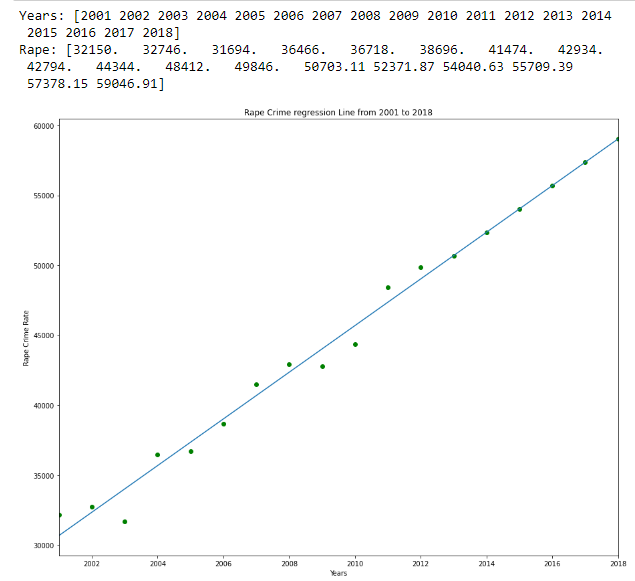 Years: [2001 2002 2003 2004 2005 2006 2007 2008 2009 2010 2011 2012 2013 2014
2015 2016 2017 2018]
Rape: [32150. 32746. 31694. 36466. 36718. 38696. 41474. 42934.
42794. 44344. 48412. 49846. 50703.11 52371.87 54040.63 55709.39
57378.15 59046.91]
Rape Crime regression Line from 2001 to 2018
60000
55000
50000
45000
40000
35000
30000
Rape Crime Rate
2002 2004 2006 2008 2010 2012 2014 2016 2018
Years